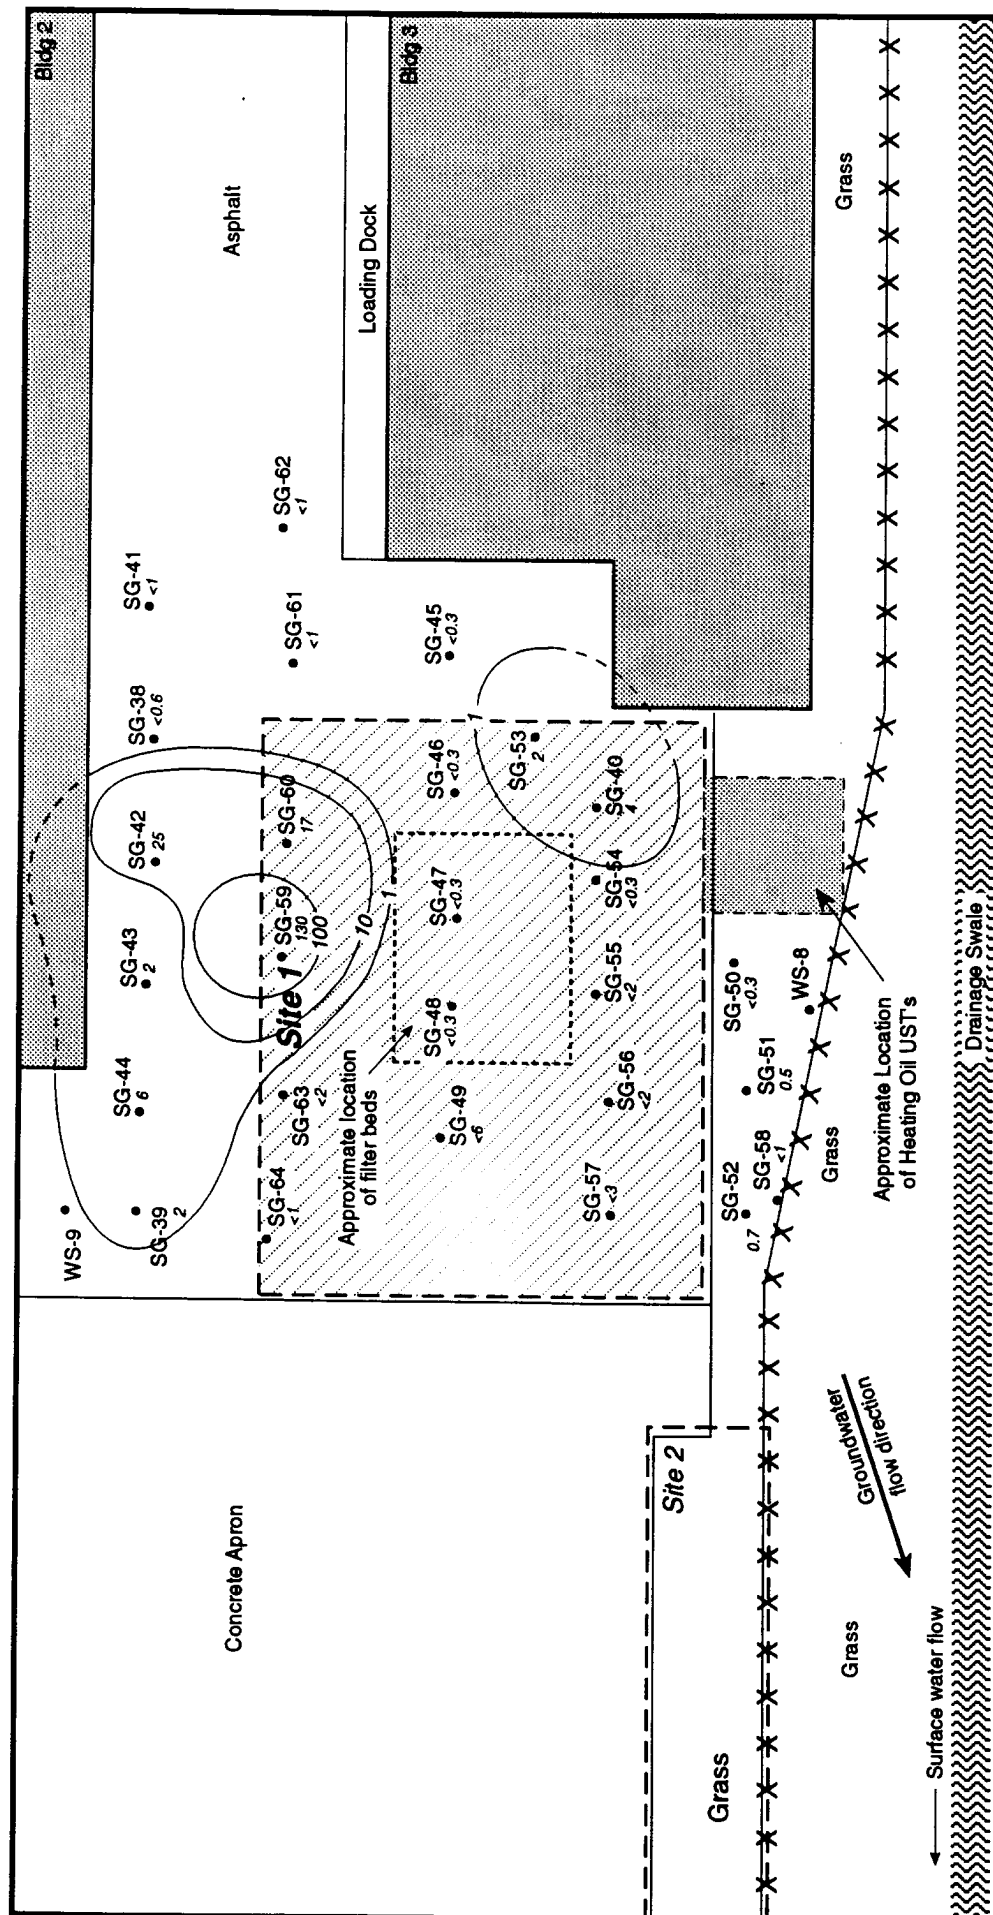 Bldg 2
Asphalt
Loading Dock
Bldg 3
Grass
SG-62
<1
SG-41
<1
SG-61
<1
SG-45
<0.3
SG-38
<0.6
SG-42
25
SG-60
17
SG-46
<0.3
1
SG-53
2
SG-40
4
SG-43
2
SG-59
130
100
10
1
SG-47
<0.3
SG-54
<0.3
Site 1
SG-48
<0.3
SG-55
<2
SG-50
<0.3
WS-8
SG-44
6
SG-63
<2
Approximate location
of filter beds
SG-49
<6
SG-56
<2
SG-51
0.5
SG-58
<1
Grass
Approximate Location
of Heating Oil UST's
Drainage Swale
WS-9
SG-39
2
SG-64
<1
SG-57
<3
SG-52
0.7
Concrete Apron
Site 2
Groundwater
flow direction
Grass
Grass
Surface water flow